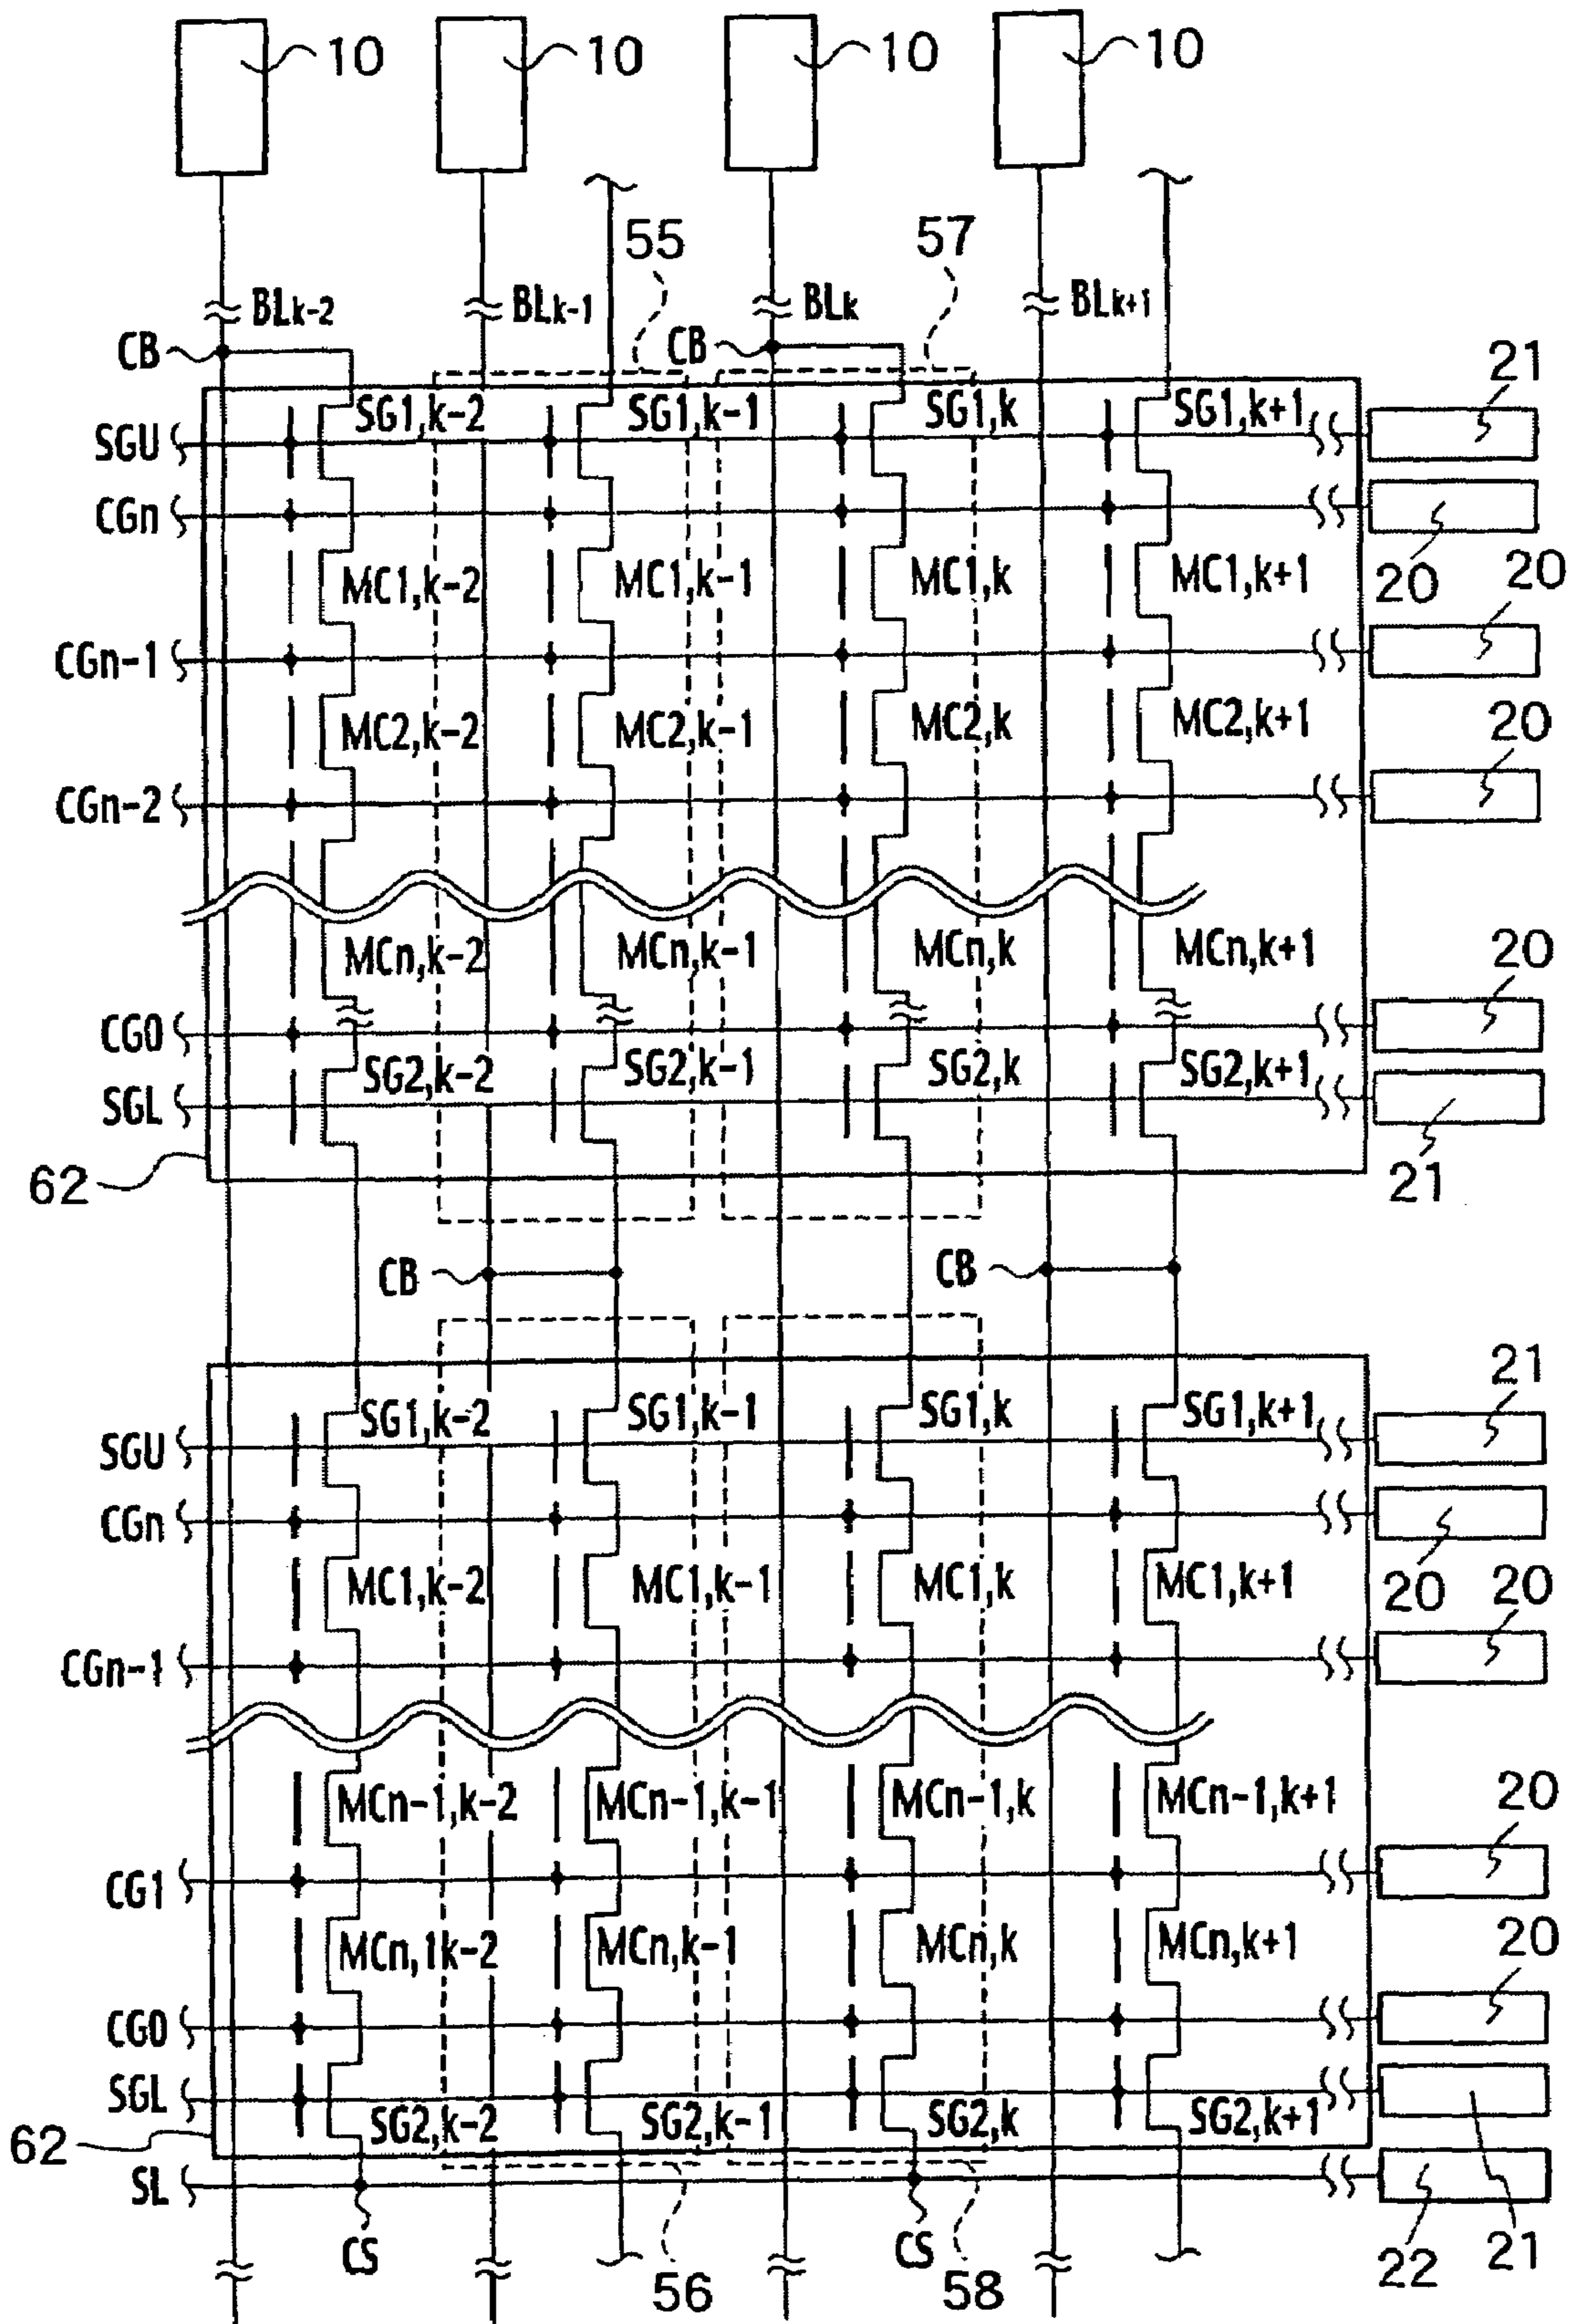 10 10 10 10
55 57
BLk-2 BLk-1 BLk BLk+1
CB CB
21
SG1,k-2 SG1,k-1 SG1,k SG1,k+1
SGU
CGn
20 20
MC1,k-2 MC1,k-1 MC1,k MC1,k+1
CGn-1
20
MC2,k-2 MC2,k-1 MC2,k MC2,k+1
CGn-2
20
MCn,k-2 MCn,k-1 MCn,k MCn,k+1
CG0
SG2,k-2 SG2,k-1 SG2,k SG2,k+1
SGL
62 21
CB CB
21
SG1,k-2 SG1,k-1 SG1,k SG1,k+1
SGU
CGn
MC1,k-2 MC1,k-1 MC1,k MC1,k+1
20 20
CGn-1
MCn-1,k-2 MCn-1,k-1 MCn-1,k MCn-1,k+1
20
CG1
MCn,1k-2 MCn,k-1 MCn,k MCn,k+1
20
CG0
SGL
SG2,k-2 SG2,k-1 SG2,k SG2,k+1
62
SL
CS CS
56 58 22 21